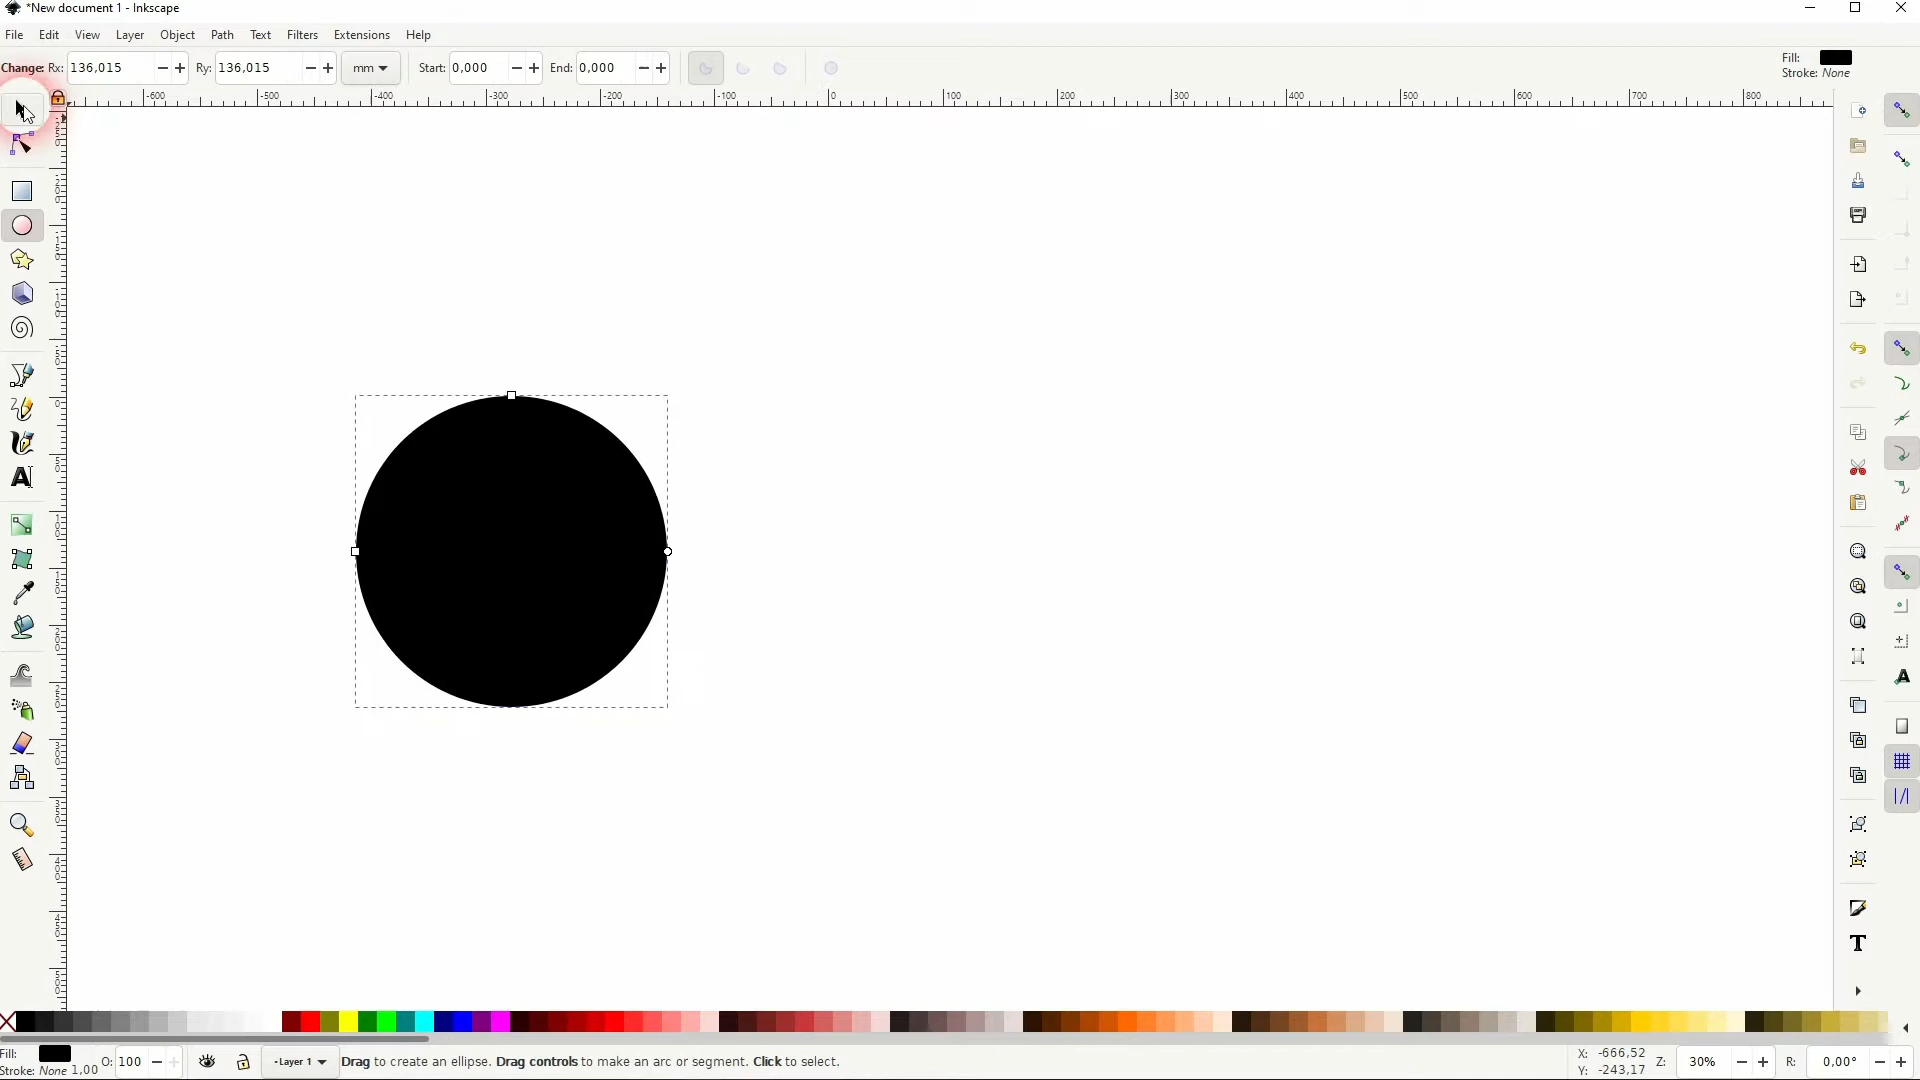 *New document 1 - Inkscape
File Edit View Layer Object Path Text Filters Extensions Help
Change: Rx: 136,015 Ry: 136,015 mm Start: 0,000 End: 0,000
Fill:
Stroke: None
-600 -500 -400 -300 -200 -100 0 100 200 300 400 500 600 700 800
Fill:
Stroke: None 1,00
O: 100
-Layer 1
Drag to create an ellipse. Drag controls to make an arc or segment. Click to select.
X: -666,52
Y: -243,17
Z: 30%
R: 0,00°